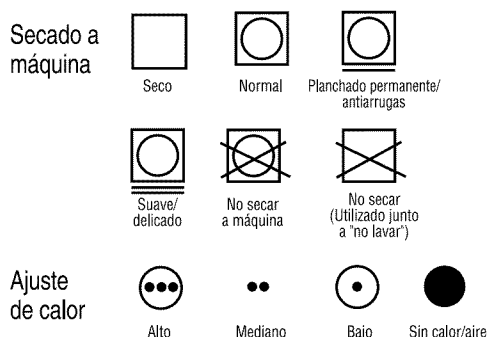 Secado a
máquina
Seco
Normal
Planchado permanente/
antiarrugas
Suave/
delicado
No secar
a máquina
No secar
(Utilizado junto
a "no lavar")
Ajuste
de calor
Alto
Mediano
Bajo
Sin calor/aire